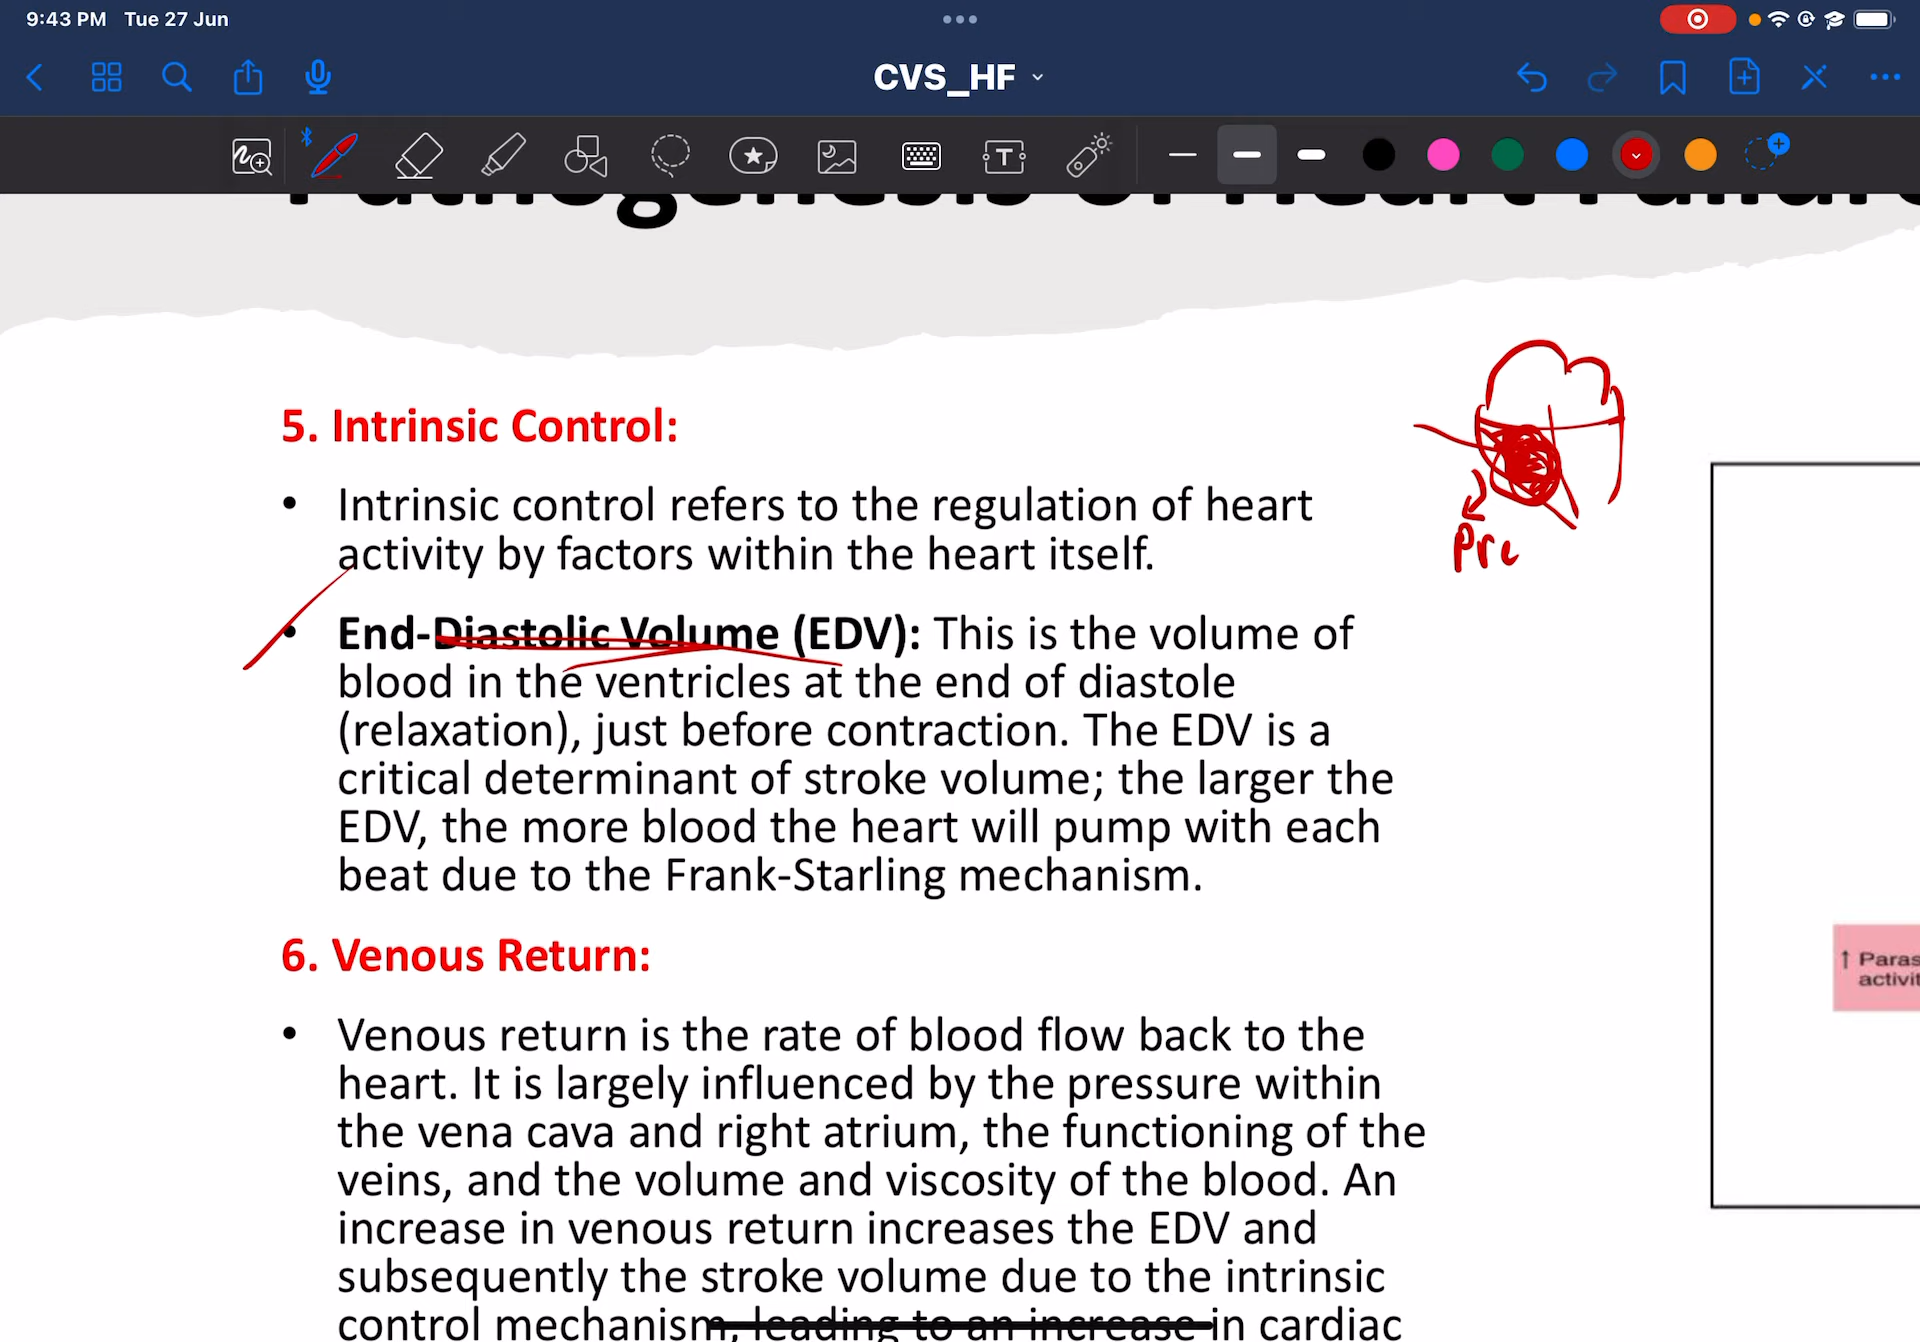 9:43 PM Tue 27 Jun
CVS_HF
T
Pathogenesis of Heart Failure
5. Intrinsic Control:
• Intrinsic control refers to the regulation of heart
activity by factors within the heart itself.
Pre
• End-Diastolic Volume (EDV): This is the volume of
blood in the ventricles at the end of diastole
(relaxation), just before contraction. The EDV is a
critical determinant of stroke volume; the larger the
EDV, the more blood the heart will pump with each
beat due to the Frank-Starling mechanism.
6. Venous Return:
↑ Paras
activit
• Venous return is the rate of blood flow back to the
heart. It is largely influenced by the pressure within
the vena cava and right atrium, the functioning of the
veins, and the volume and viscosity of the blood. An
increase in venous return increases the EDV and
subsequently the stroke volume due to the intrinsic
control mechanism, leading to an increase in cardiac